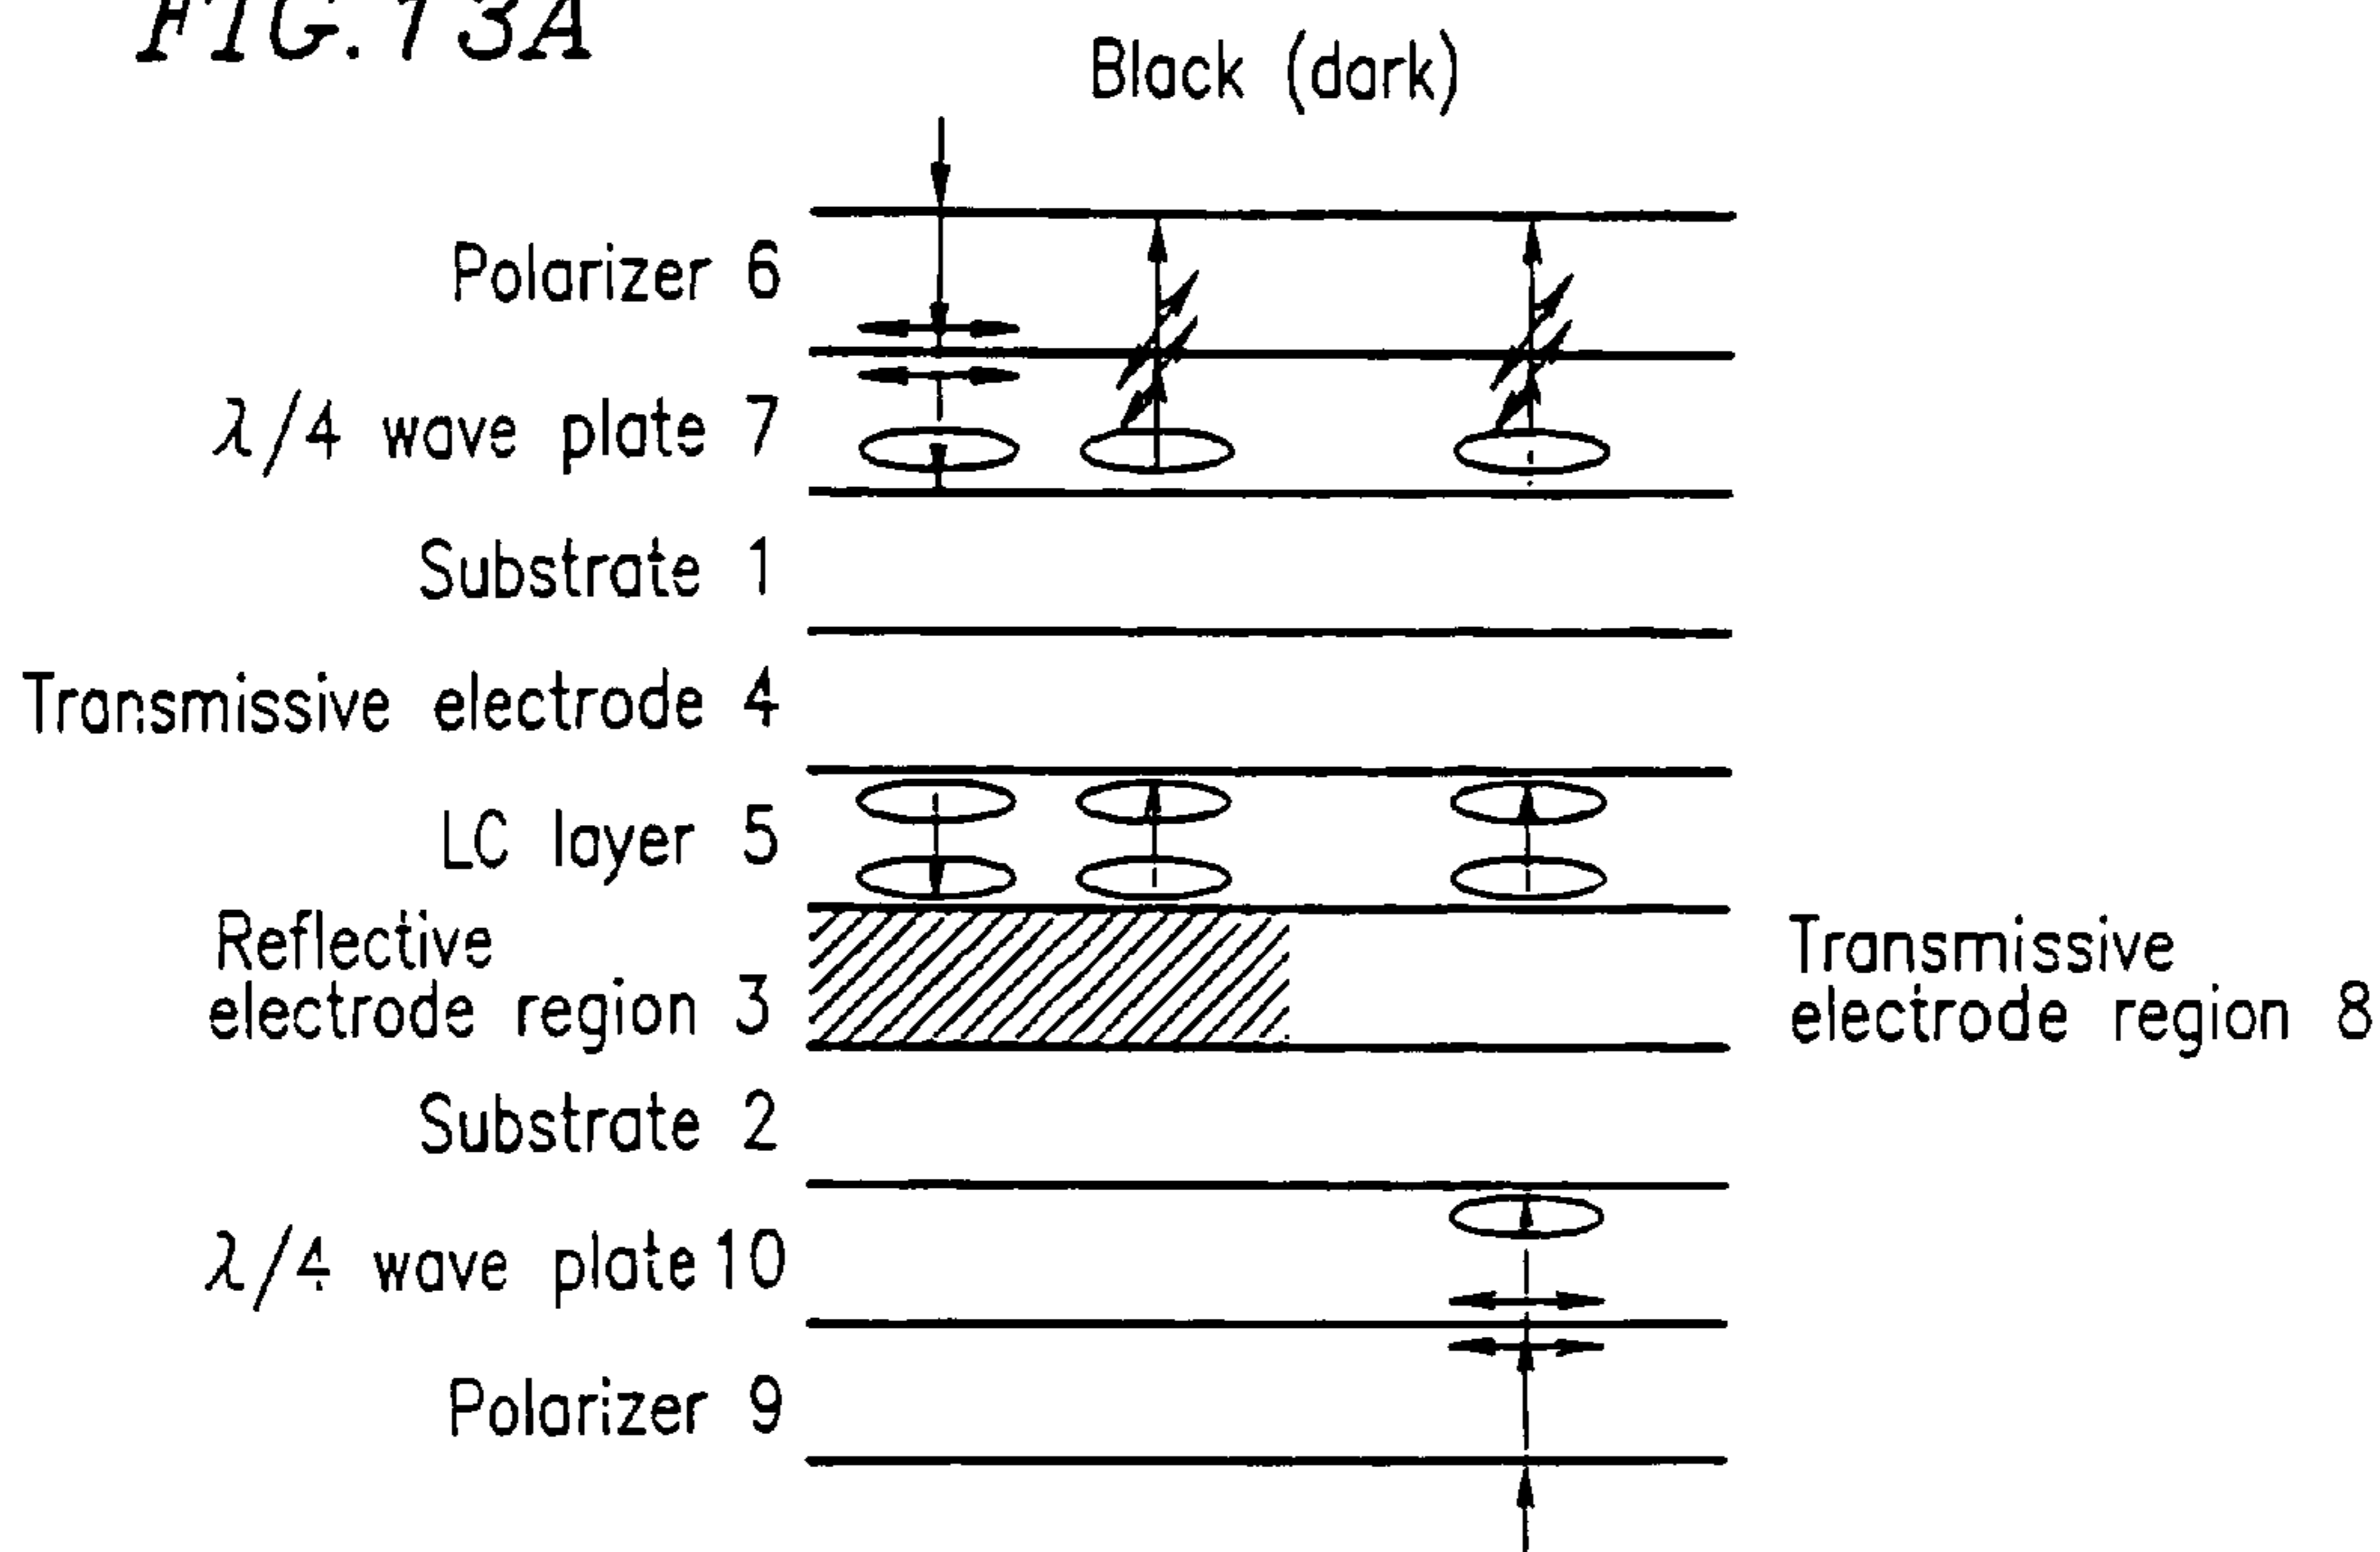 FIG. 13A
Black (dark)
Polarizer 6
λ/4 wave plate 7
Substrate 1
Transmissive electrode 4
LC layer 5
Reflective
electrode region 3
Transmissive
electrode region 8
Substrate 2
λ/4 wave plate 10
Polarizer 9